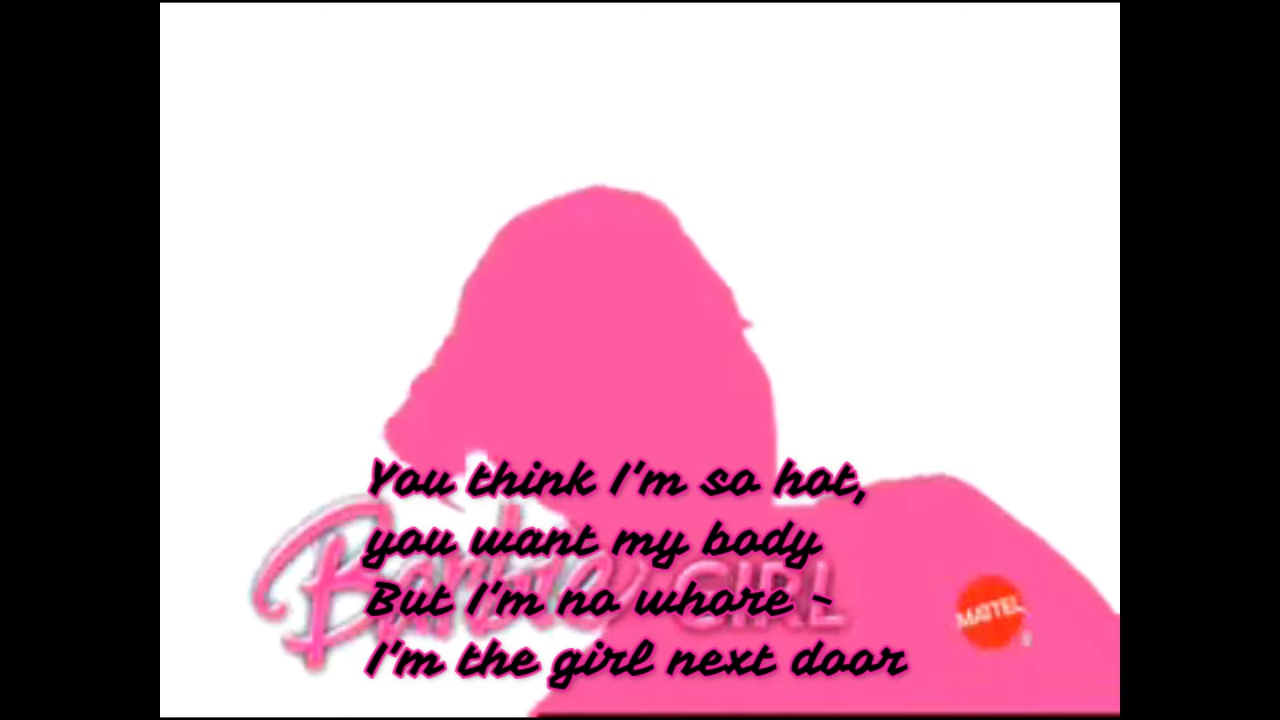 You think I'm so hot,
you want my body
But I'm no whore -
I'm the girl next door
Barbie GIRL
MATTEL